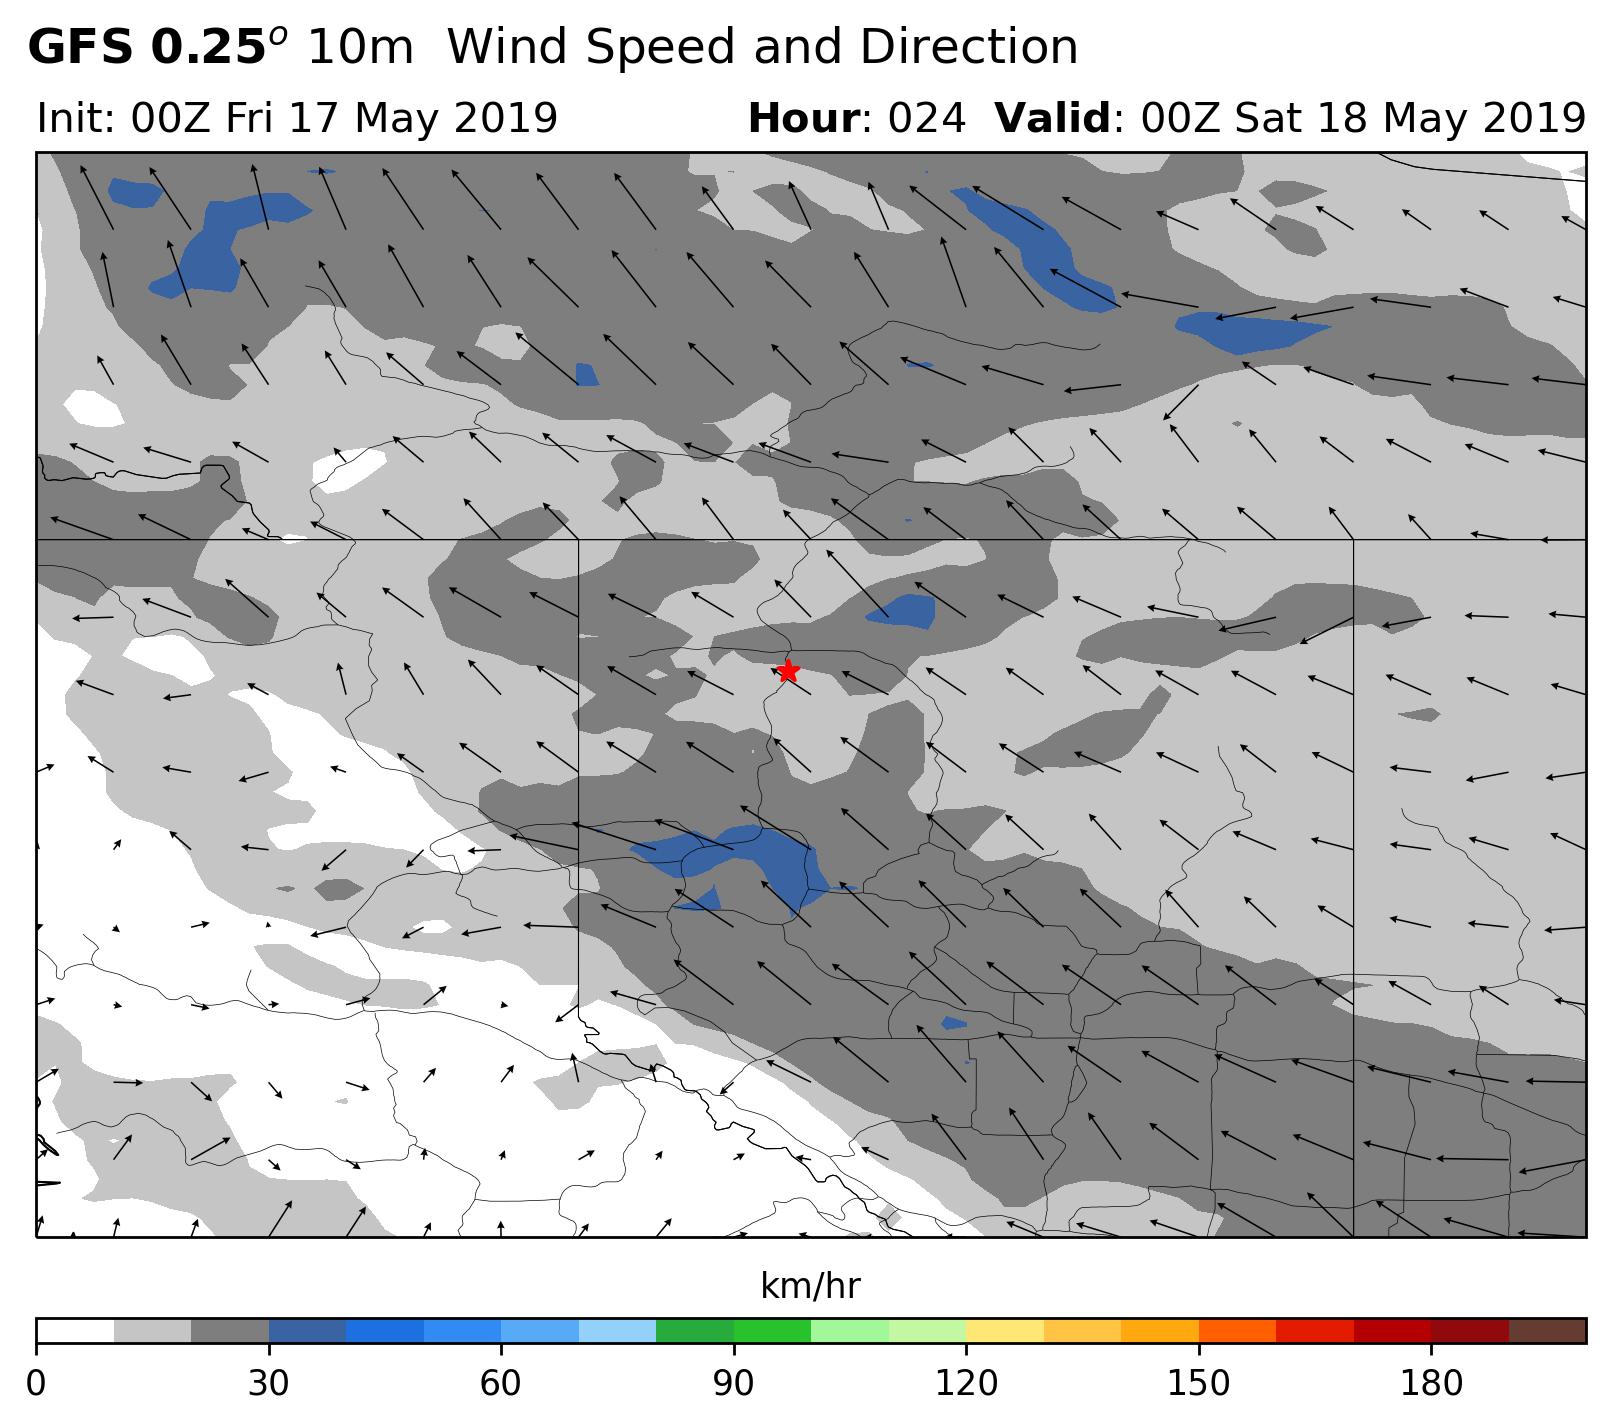 GFS 0.25° 10m Wind Speed and Direction
Init: 00Z Fri 17 May 2019 Hour: 024 Valid: 00Z Sat 18 May 2019
km/hr
0 30 60 90 120 150 180